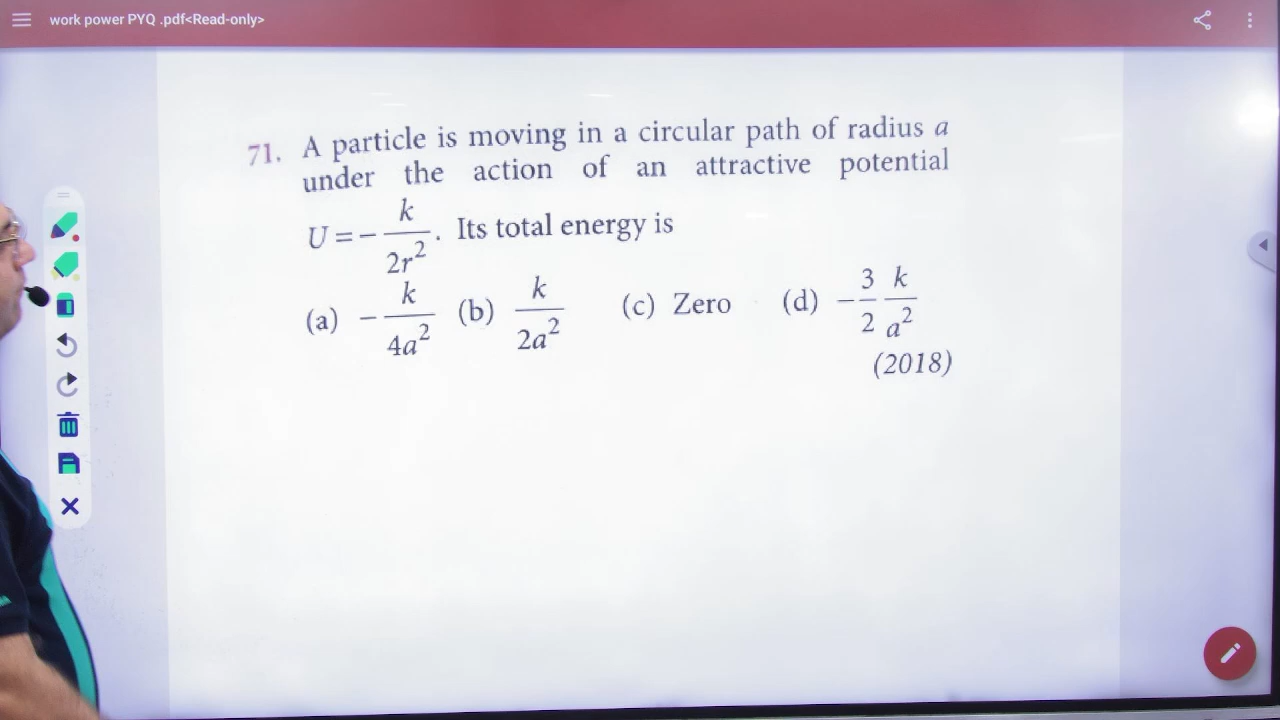 work power PYQ .pdf<Read-only>
71. A particle is moving in a circular path of radius a
under the action of an attractive potential
U = − k/2r². Its total energy is
(a) − k/4a² (b) k/2a² (c) Zero (d) − 3/2 k/a²
(2018)